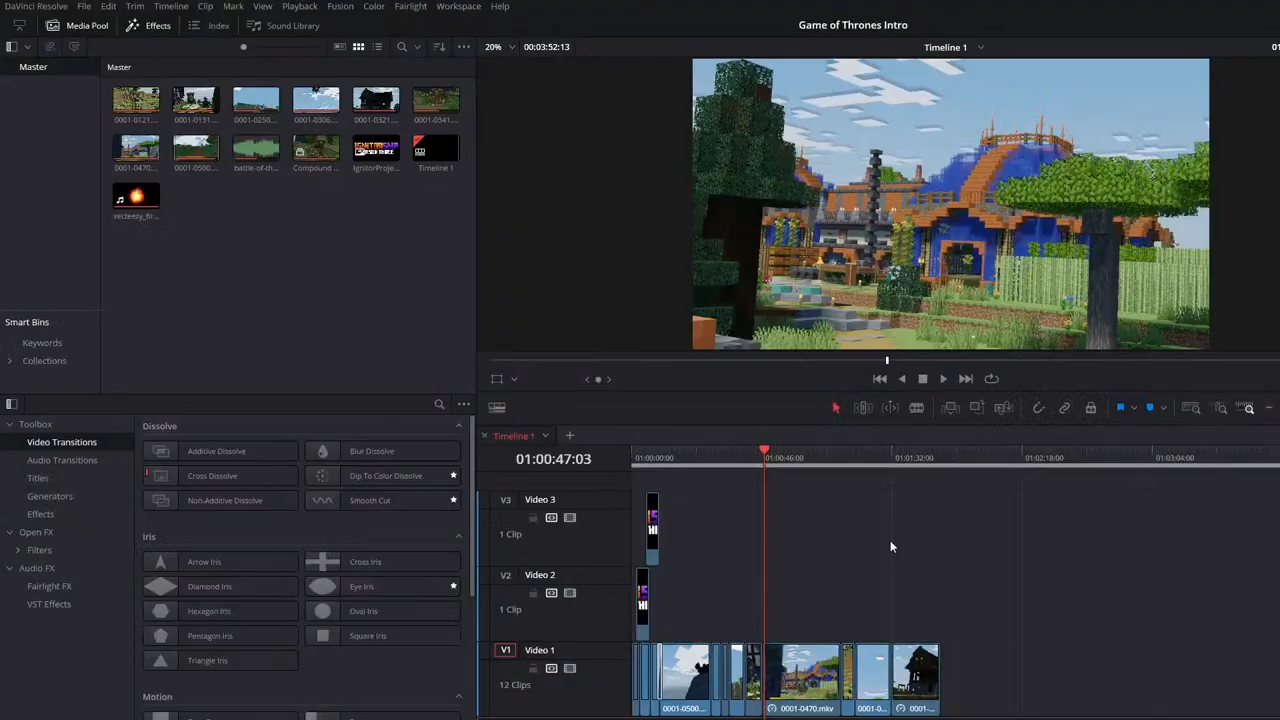 DaVinci Resolve File Edit Trim Timeline Clip Mark View Playback Fusion Color Fairlight Workspace Help
Media Pool Effects Index Sound Library Game of Thrones Intro
20% 00:03:52:13 Timeline 1
Master Master
0001-0121... 0001-0131... 0001-0250... 0001-0306... 0001-0321... 0001-0341...
0001-0470... 0001-0500... battle-of-th... Compound ... IgnitorProje... Timeline 1
vecteezy_fir...
Smart Bins
Keywords
Collections
Toolbox
Video Transitions
Audio Transitions
Titles
Generators
Effects
Open FX
Filters
Audio FX
Fairlight FX
VST Effects
Dissolve
Additive Dissolve Blur Dissolve
Cross Dissolve Dip To Color Dissolve
Non-Additive Dissolve Smooth Cut
Iris
Arrow Iris Cross Iris
Diamond Iris Eye Iris
Hexagon Iris Oval Iris
Pentagon Iris Square Iris
Triangle Iris
Motion
Timeline 1
01:00:47:03 01:00:00:00 01:00:46:00 01:01:32:00 01:02:18:00 01:03:04:00
V3 Video 3
1 Clip
V2 Video 2
1 Clip
V1 Video 1
12 Clips
0001-0500... 0001-0470.mkv 0001-0... 0001-...